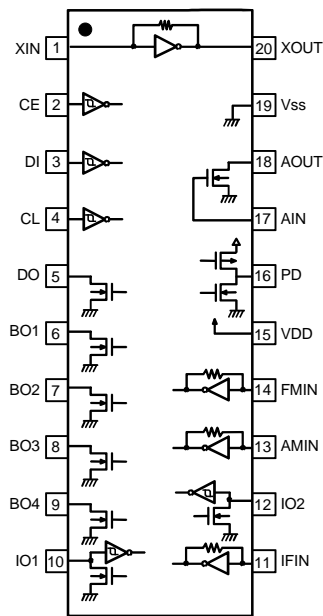 XIN 1 20 XOUT
CE 2 19 Vss
DI 3 18 AOUT
CL 4 17 AIN
DO 5 16 PD
BO1 6 15 VDD
BO2 7 14 FMIN
BO3 8 13 AMIN
BO4 9 12 IO2
IO1 10 11 IFIN